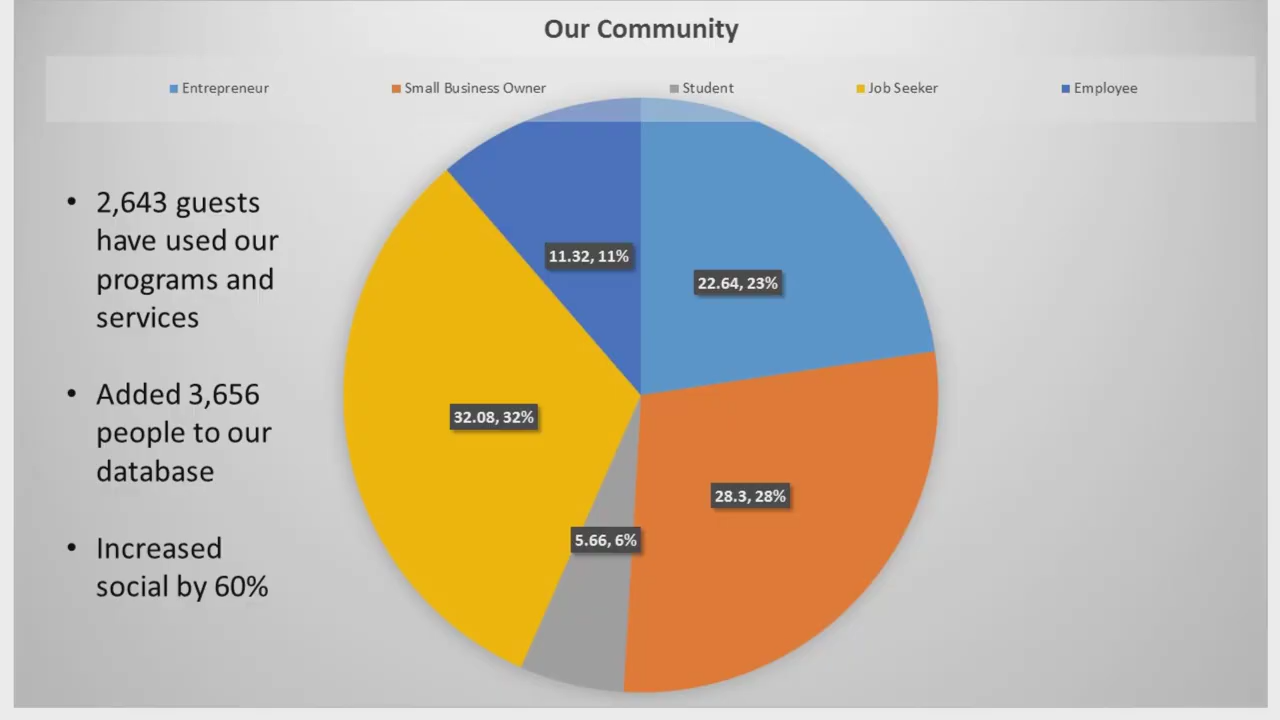 Our Community
Entrepreneur
Small Business Owner
Student
Job Seeker
Employee
• 2,643 guests
have used our
programs and
services
• Added 3,656
people to our
database
• Increased
social by 60%
11.32, 11%
22.64, 23%
32.08, 32%
28.3, 28%
5.66, 6%